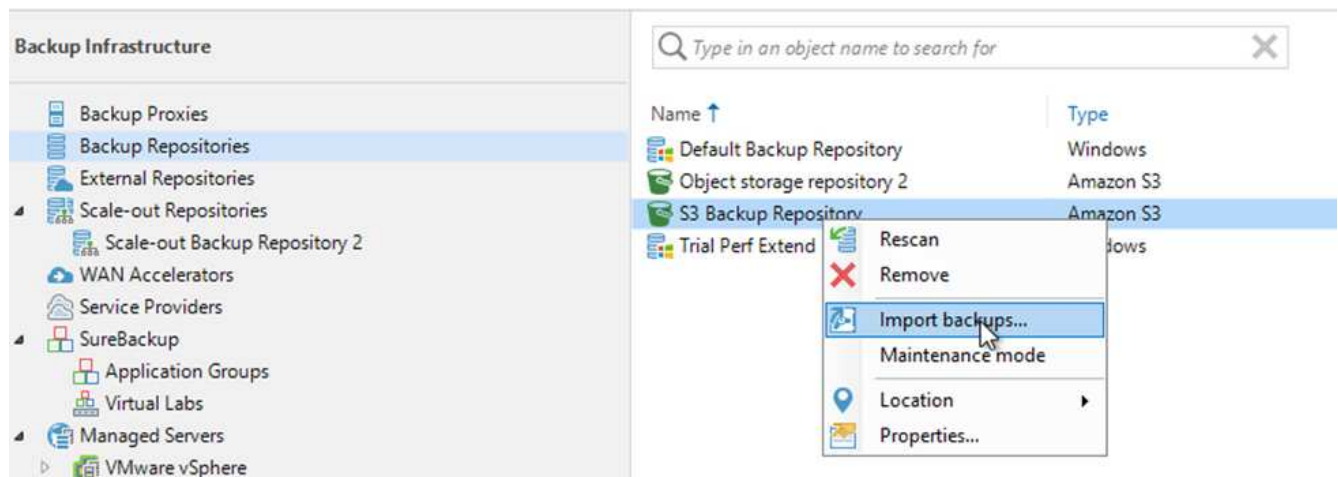 Backup Infrastructure
Backup Proxies
Backup Repositories
External Repositories
Scale-out Repositories
Scale-out Backup Repository 2
WAN Accelerators
Service Providers
SureBackup
Application Groups
Virtual Labs
Managed Servers
VMware vSphere
Type in an object name to search for
Name Type
Default Backup Repository Windows
Object storage repository 2 Amazon S3
S3 Backup Repository Amazon S3
Trial Perf Extend
Rescan
Remove
Import backups...
Maintenance mode
Location
Properties...